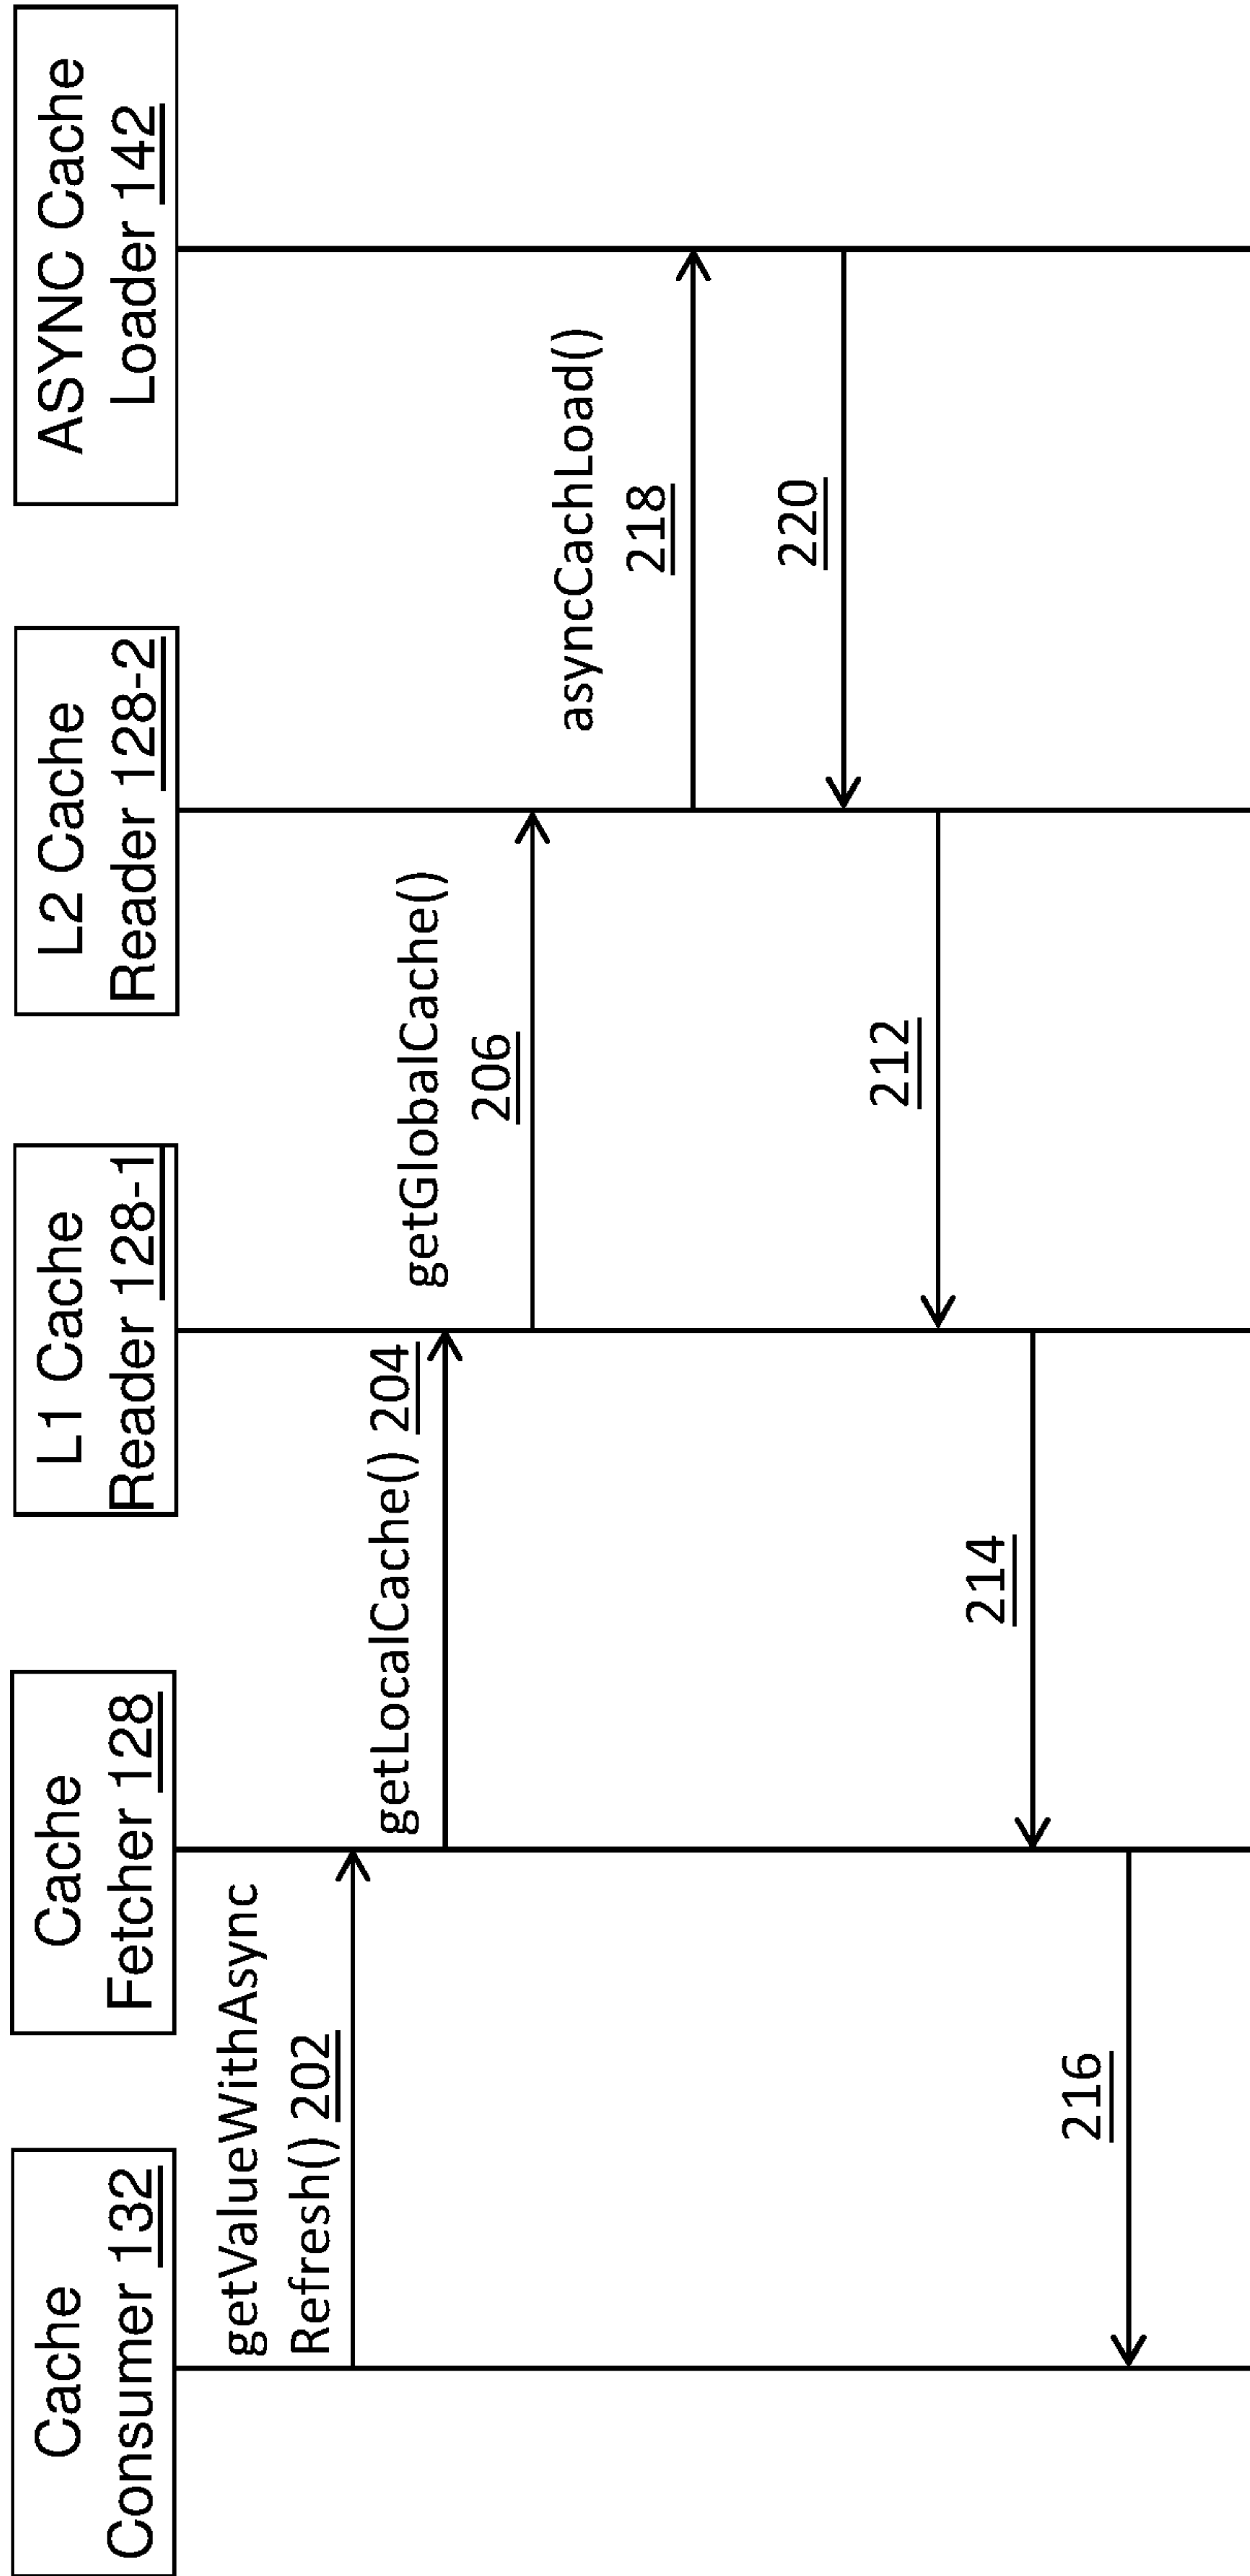 Cache
Consumer 132
Cache
Fetcher 128
L1 Cache
Reader 128-1
L2 Cache
Reader 128-2
ASYNC Cache
Loader 142
getValueWithAsync
Refresh() 202
getLocalCache() 204
getGlobalCache()
206
asyncCachLoad()
218
220
212
214
216